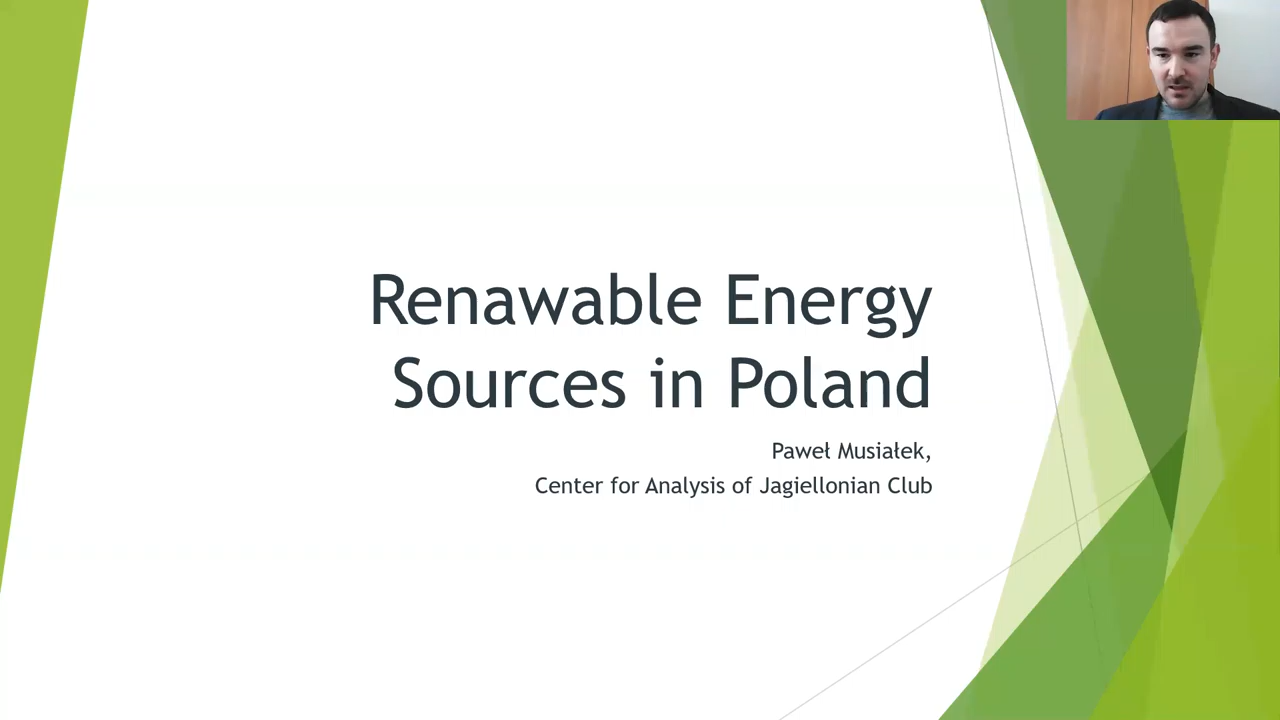 Renawable Energy
Sources in Poland
Paweł Musiałek,
Center for Analysis of Jagiellonian Club